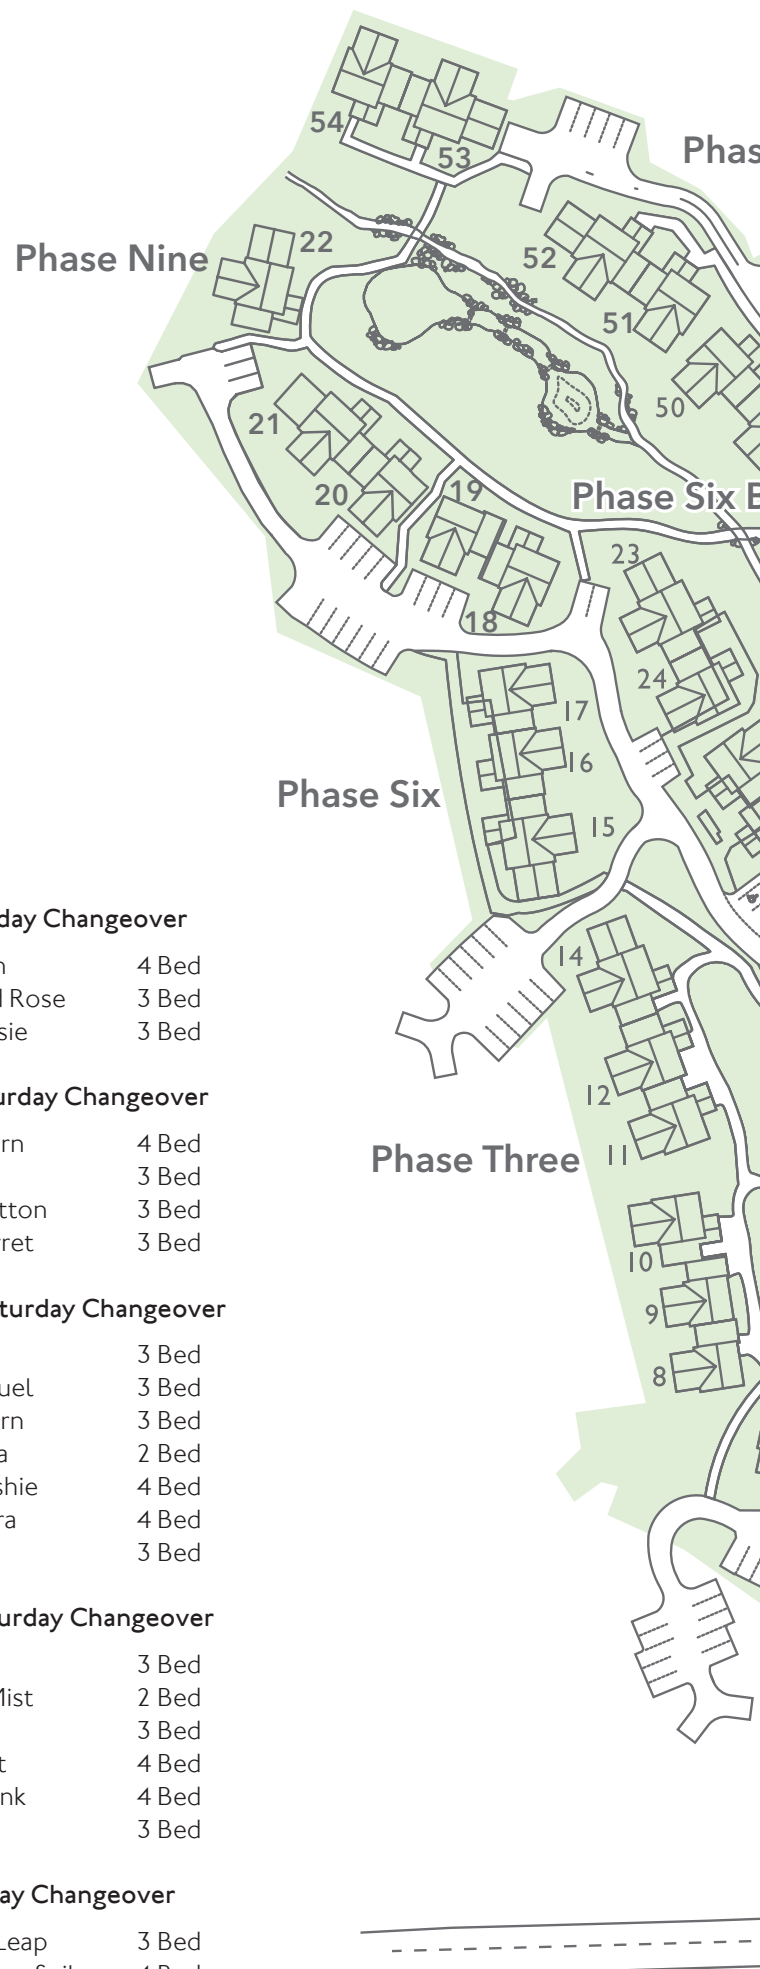 Phas
54
53
22
Phase Nine
52
51
50
21
20
19
Phase Six B
23
18
24
17
16
Phase Six
15
14
12
11
Phase Three
10
9
8
day Changeover
n 4 Bed
Rose 3 Bed
sie 3 Bed
urday Changeover
rn 4 Bed
3 Bed
tton 3 Bed
rret 3 Bed
turday Changeover
3 Bed
uel 3 Bed
rn 3 Bed
a 2 Bed
shie 4 Bed
ra 4 Bed
3 Bed
urday Changeover
3 Bed
Mist 2 Bed
3 Bed
t 4 Bed
nk 4 Bed
3 Bed
ay Changeover
Leap 3 Bed